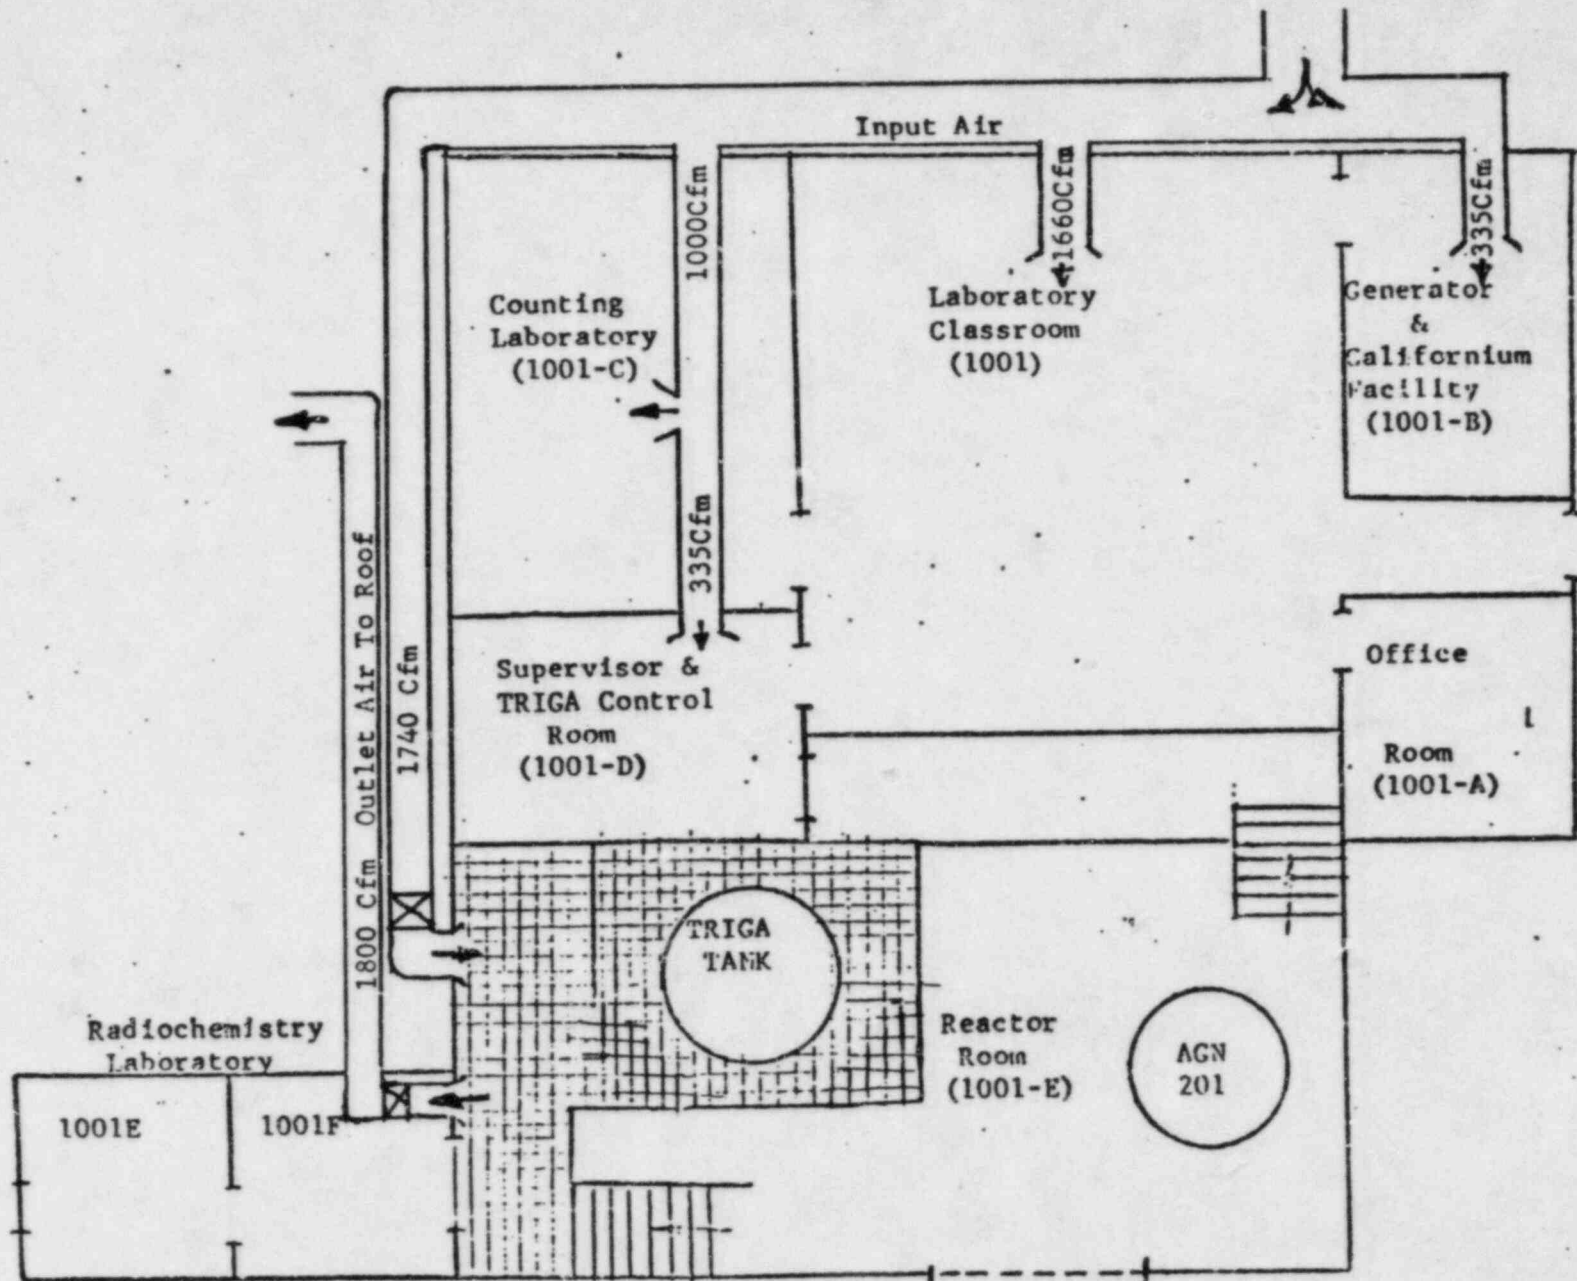 Input Air
1000Cfm
1660Cfm
335Cfm
Counting
Laboratory
(1001-C)
Laboratory
Classroom
(1001)
Generator
&
Californium
Facility
(1001-B)
335Cfm
1800 Cfm Outlet Air To Roof
1740 Cfm
Supervisor &
TRIGA Control
Room
(1001-D)
Office
Room
(1001-A)
TRIGA
TANK
Reactor
Room
(1001-E)
AGN
201
Radiochemistry
Laboratory
1001E
1001F